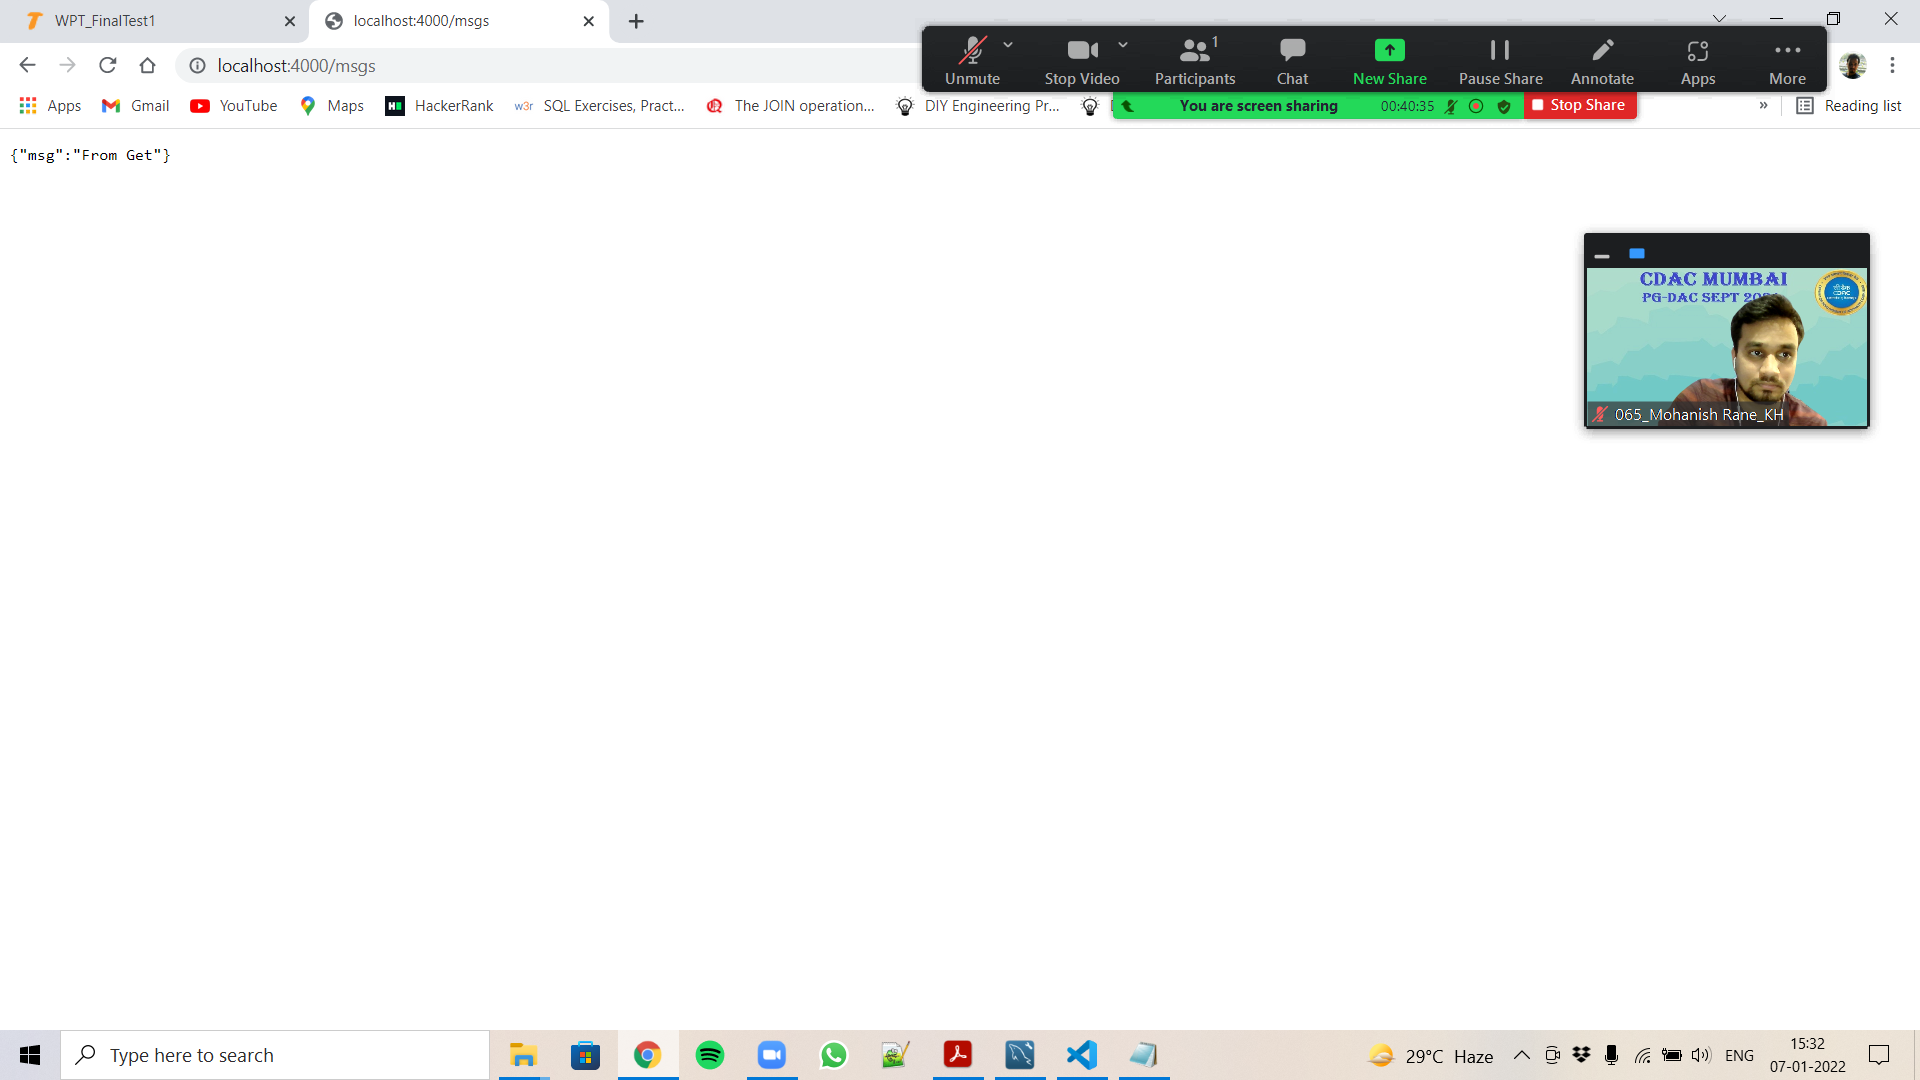 WPT_FinalTest1
localhost:4000/msgs
localhost:4000/msgs
Unmute
Stop Video
1
Participants
Chat
New Share
Pause Share
Annotate
Apps
More
Apps
Gmail
YouTube
Maps
HackerRank
w3r SQL Exercises, Pract...
The JOIN operation...
DIY Engineering Pr...
You are screen sharing
00:40:35
Stop Share
»
Reading list
{"msg":"From Get"}
CDAC MUMBAI
PG-DAC SEPT
065_Mohanish Rane_KH
Type here to search
29°C Haze
ENG
15:32
07-01-2022